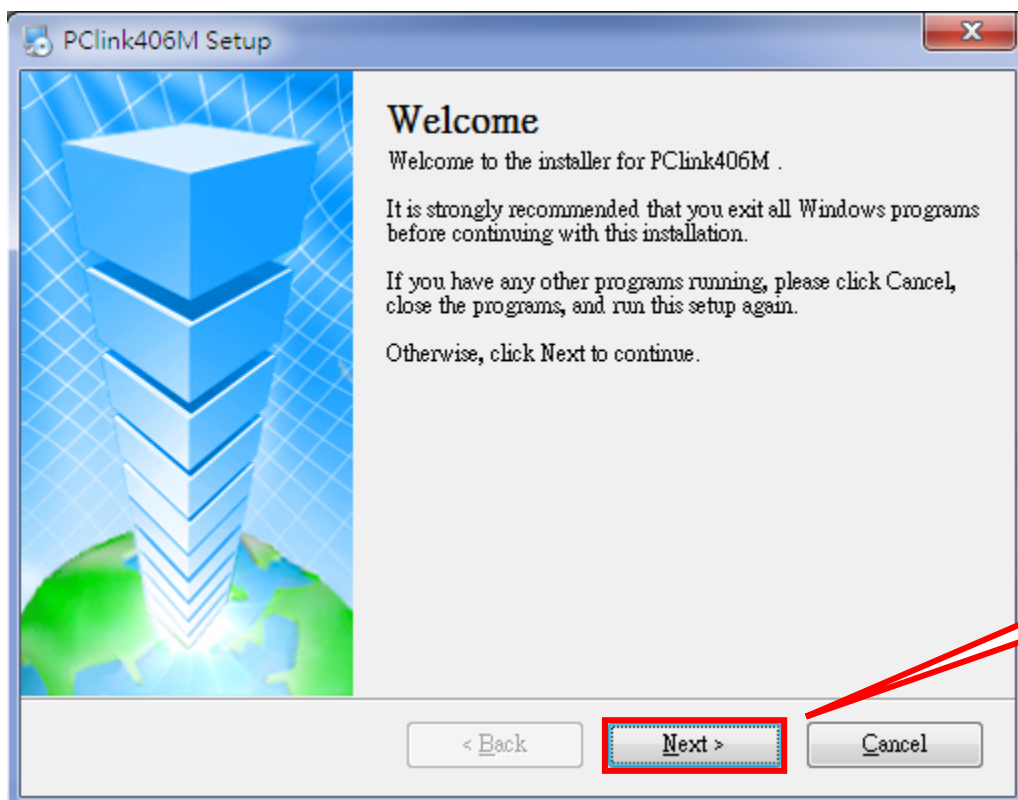 PClink406M Setup
Welcome
Welcome to the installer for PClink406M .
It is strongly recommended that you exit all Windows programs
before continuing with this installation.
If you have any other programs running, please click Cancel,
close the programs, and run this setup again.
Otherwise, click Next to continue.
< Back
Next >
Cancel